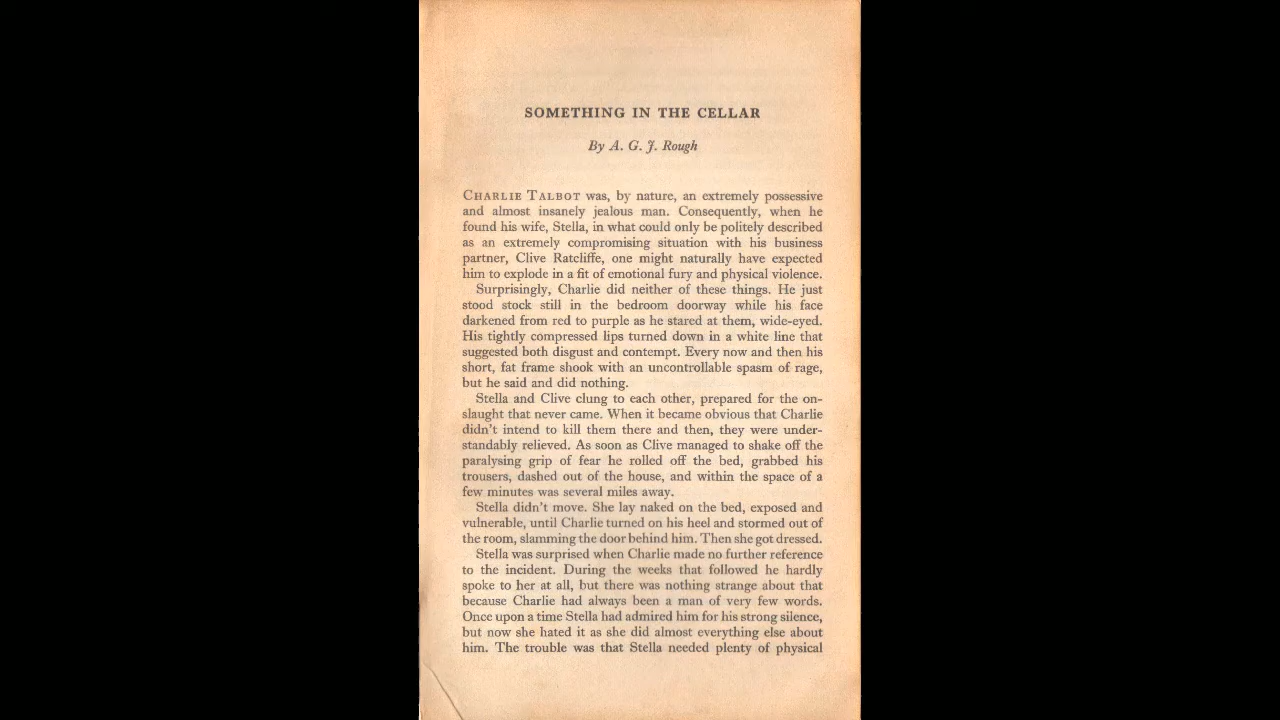 SOMETHING IN THE CELLAR
By A. G. J. Rough
CHARLIE TALBOT was, by nature, an extremely possessive
and almost insanely jealous man. Consequently, when he
found his wife, Stella, in what could only be politely described
as an extremely compromising situation with his business
partner, Clive Ratcliffe, one might naturally have expected
him to explode in a fit of emotional fury and physical violence.
Surprisingly, Charlie did neither of these things. He just
stood stock still in the bedroom doorway while his face
darkened from red to purple as he stared at them, wide-eyed.
His tightly compressed lips turned down in a white line that
suggested both disgust and contempt. Every now and then his
short, fat frame shook with an uncontrollable spasm of rage,
but he said and did nothing.
Stella and Clive clung to each other, prepared for the on-
slaught that never came. When it became obvious that Charlie
didn't intend to kill them there and then, they were under-
standably relieved. As soon as Clive managed to shake off the
paralysing grip of fear he rolled off the bed, grabbed his
trousers, dashed out of the house, and within the space of a
few minutes was several miles away.
Stella didn't move. She lay naked on the bed, exposed and
vulnerable, until Charlie turned on his heel and stormed out of
the room, slamming the door behind him. Then she got dressed.
Stella was surprised when Charlie made no further reference
to the incident. During the weeks that followed he hardly
spoke to her at all, but there was nothing strange about that
because Charlie had always been a man of very few words.
Once upon a time Stella had admired him for his strong silence,
but now she hated it as she did almost everything else about
him. The trouble was that Stella needed plenty of physical